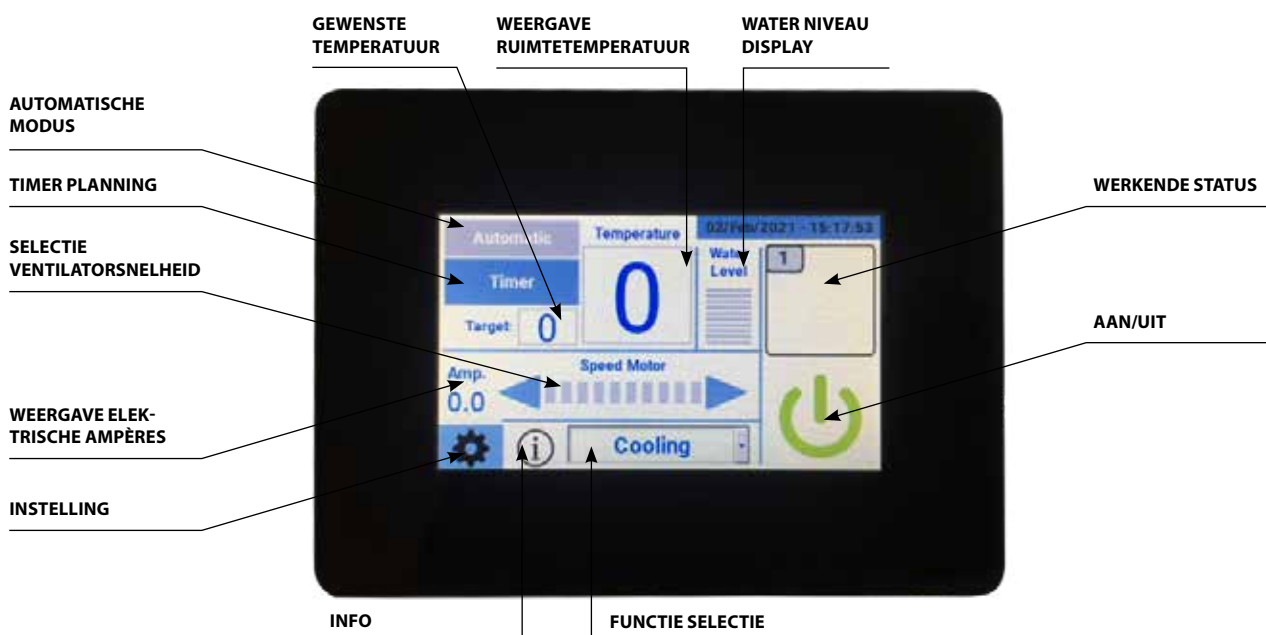 GEWENSTE
TEMPERATUUR
WEERGAVE
RUIMTETEMPERATUUR
WATER NIVEAU
DISPLAY
AUTOMATISCHE
MODUS
TIMER PLANNING
SELECTIE
VENTILATORSNELHEID
WEERGAVE ELEK-
TRISCHE AMPÈRES
INSTELLING
WERKENDE STATUS
AAN/UIT
INFO
FUNCTIE SELECTIE
Automatic
Timer
Target:
0
Temperature
0
02/Feb/2021 - 15:17:53
Water
Level
1
Amp.
0.0
Speed Motor
i
Cooling